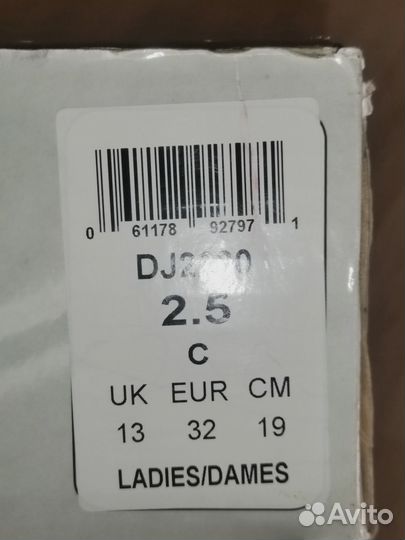 0 61178 92797 1
2.5
C
UK EUR CM
13 32 19
LADIES/DAMES
Avito